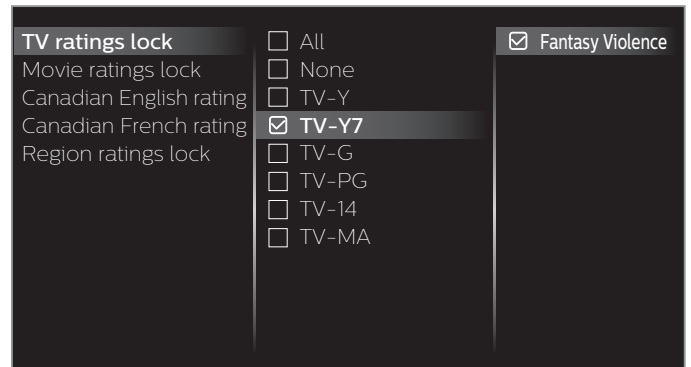 TV ratings lock
Movie ratings lock
Canadian English rating
Canadian French rating
Region ratings lock
All
None
TV-Y
TV-Y7
TV-G
TV-PG
TV-14
TV-MA
Fantasy Violence